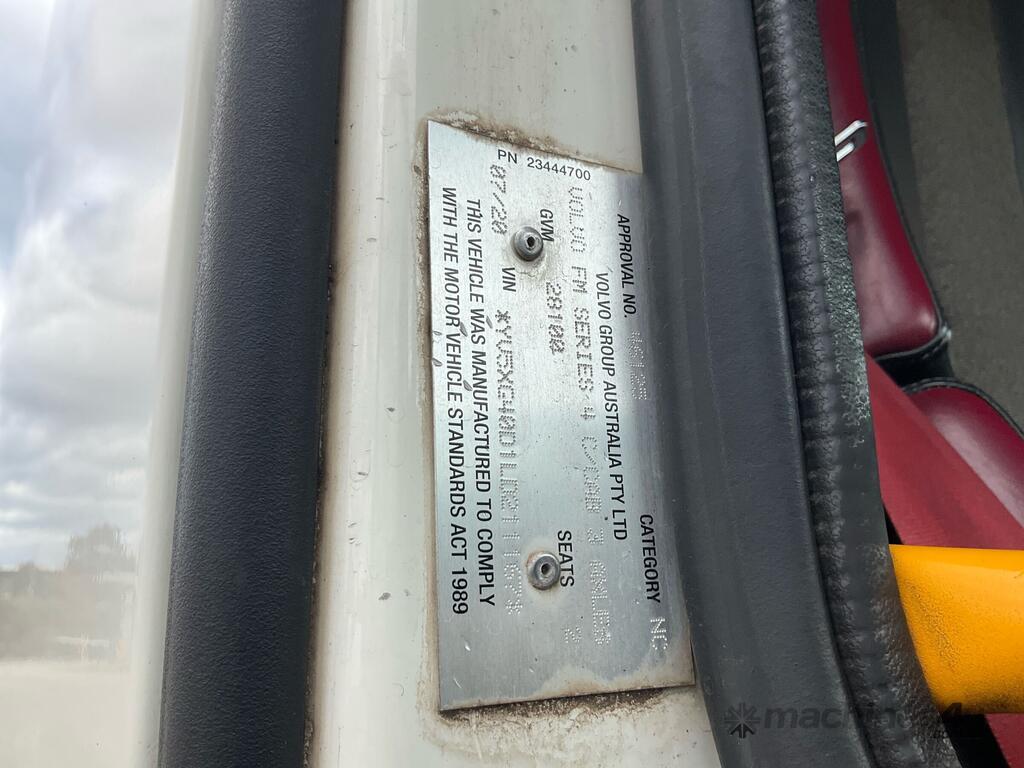 APPROVAL NO. CATEGORY NC
VOLVO GROUP AUSTRALIA PTY LTD
VOLVO FM SERIES 4
GVM 28100 SEATS 2
07/20 VIN
THIS VEHICLE WAS MANUFACTURED TO COMPLY
WITH THE MOTOR VEHICLE STANDARDS ACT 1989
PN 23444700